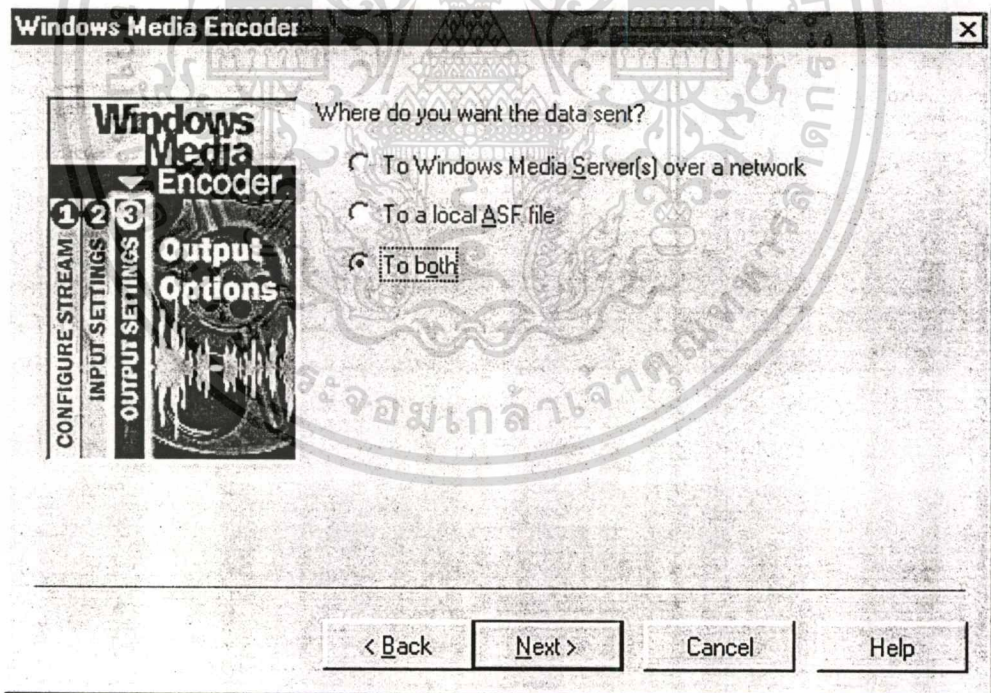 Windows Media Encoder
Windows
Media
Encoder
1 2 3
CONFIGURE STREAM
INPUT SETTINGS
OUTPUT SETTINGS
Output
Options
Where do you want the data sent?
To Windows Media Server(s) over a network
To a local ASF file
To both
< Back
Next >
Cancel
Help